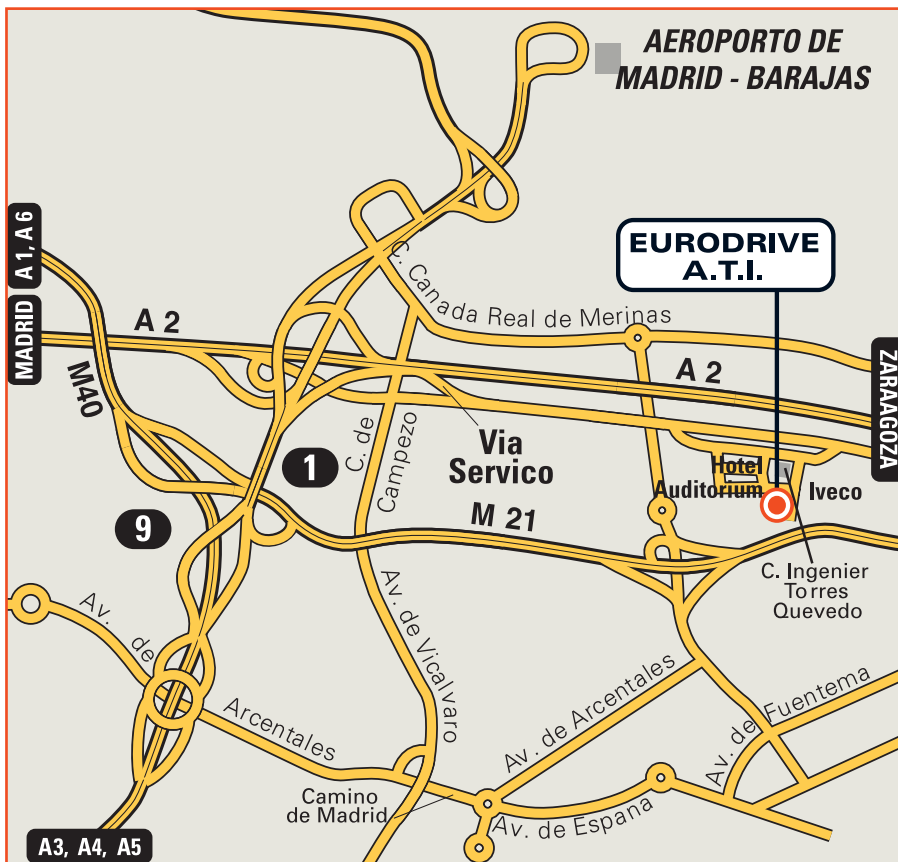 AEROPORTO DE
MADRID - BARAJAS
A 1, A 6
EURODRIVE
A.T.I.
C. Canada Real de Merinas
MADRID
A 2
A 2
ZARAAGOZA
M40
C. de Campezo
Via
Servico
1
Hotel
Auditorium
Iveco
9
M 21
C. Ingenier
Torres
Quevedo
Av. de Arcentales
Av. de Vicalvaro
Av. de Arcentales
Av. de Fuentema
Camino
de Madrid
Av. de Espana
A3, A4, A5